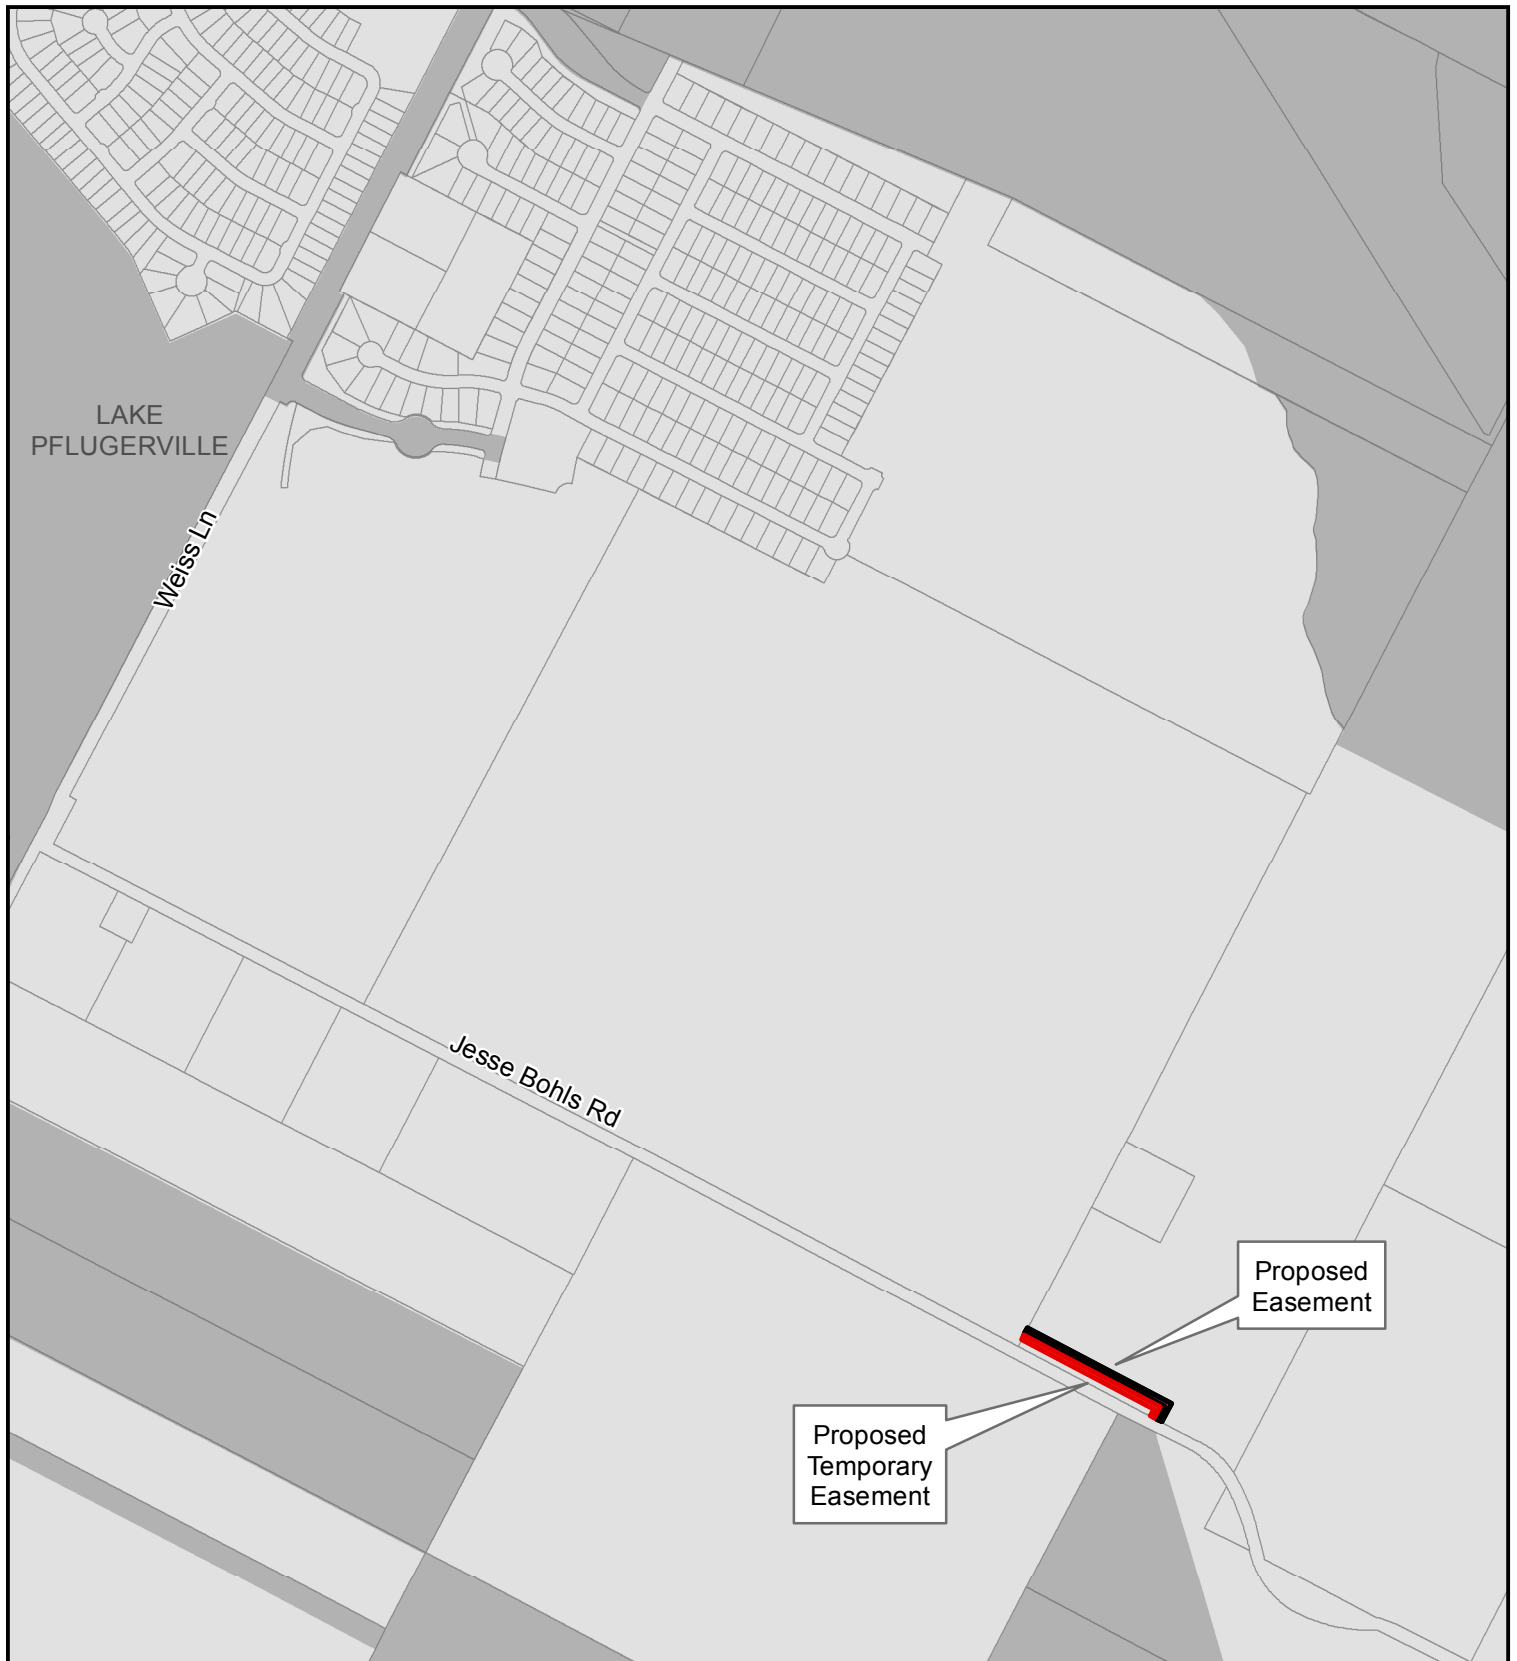 LAKE
PFLUGERVILLE
Weiss Ln
Jesse Bohls Rd
Proposed
Easement
Proposed
Temporary
Easement